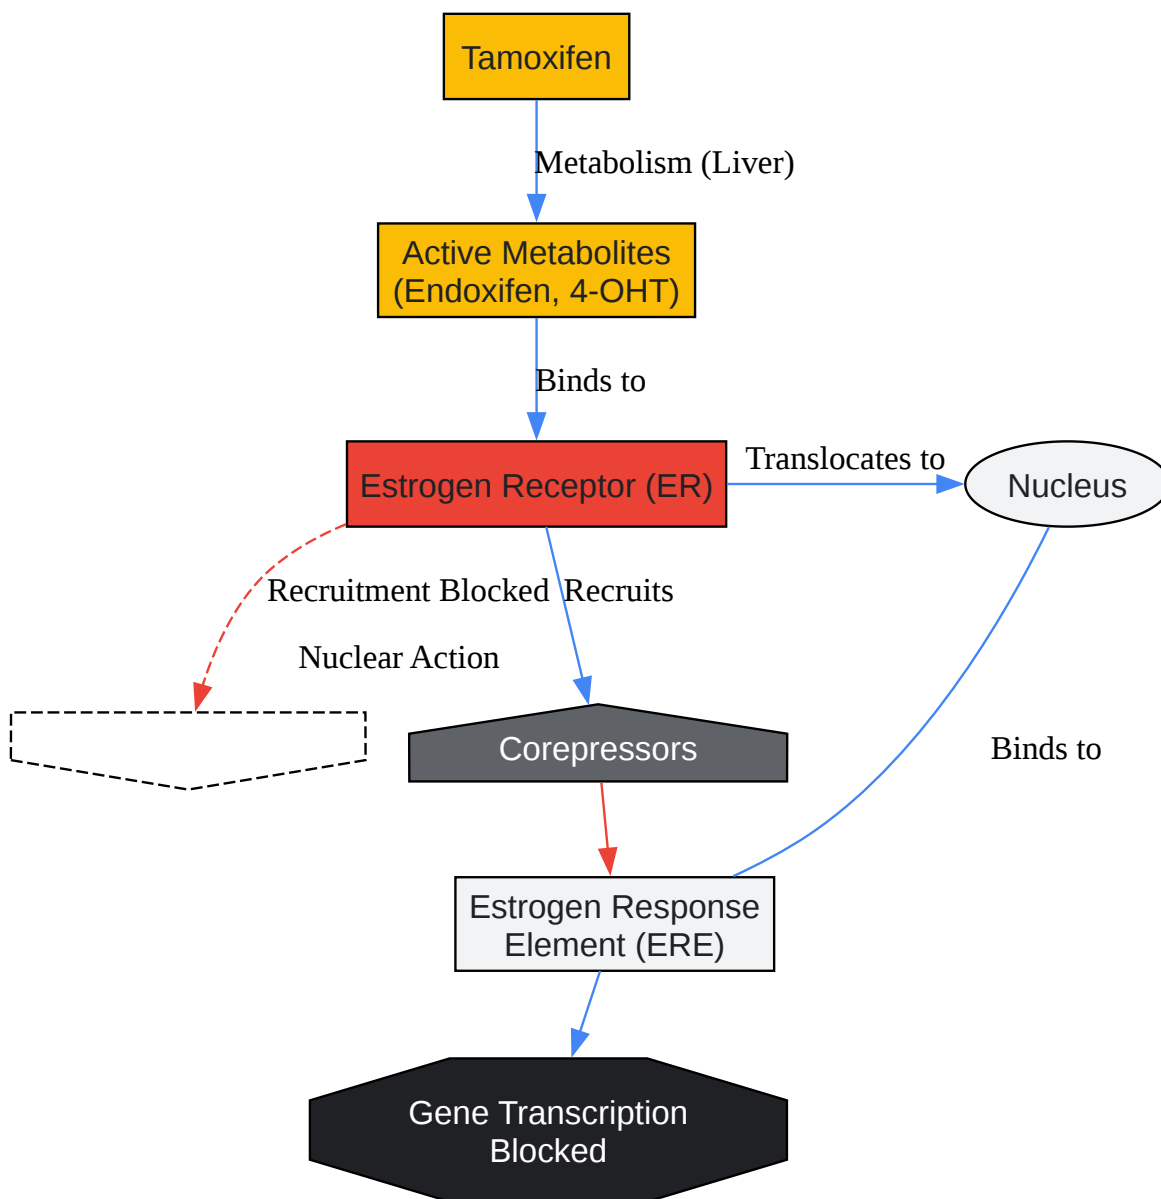 Tamoxifen
Metabolism (Liver)
Active Metabolites
(Endoxifen, 4-OHT)
Binds to
Estrogen Receptor (ER)
Translocates to
Nucleus
Recruitment Blocked
Recruits
Nuclear Action
Corepressors
Binds to
Estrogen Response
Element (ERE)
Gene Transcription
Blocked